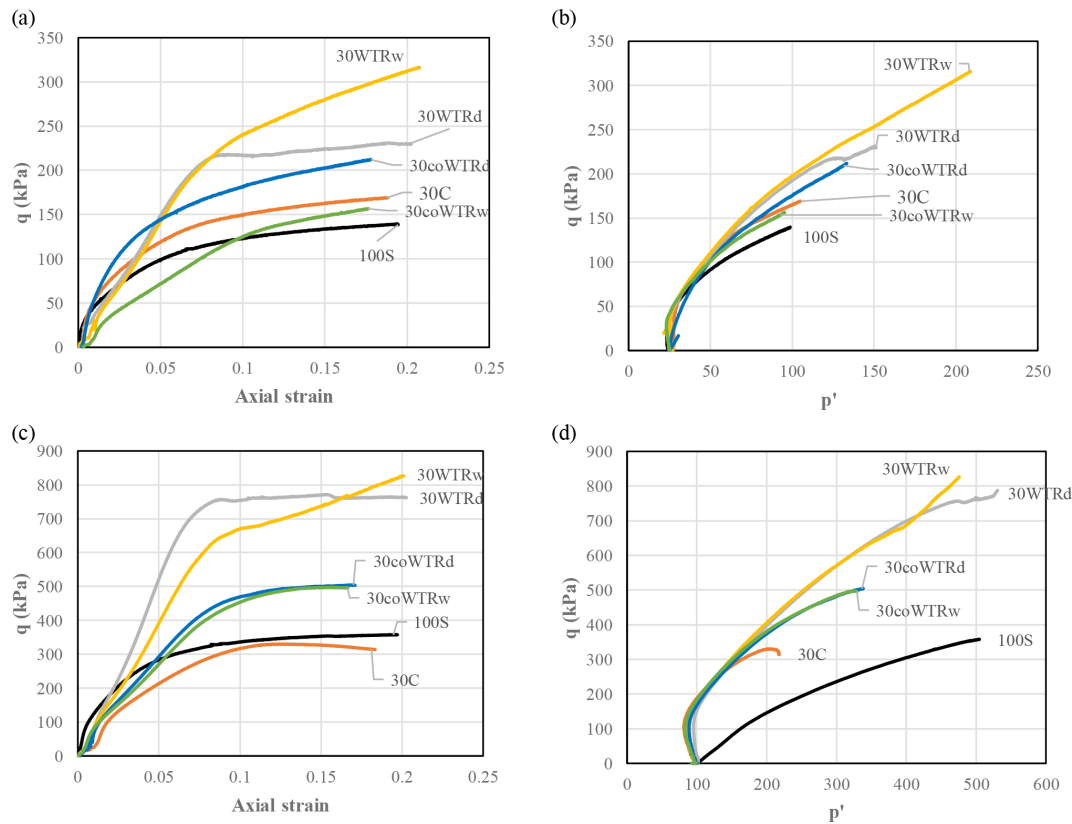 (a)
350
300
250
200
150
100
50
0
q (kPa)
0
0.05
0.1
0.15
0.2
0.25
Axial strain
30WTRw
30WTRd
30coWTRd
30C
30coWTRw
100S
(b)
350
300
250
200
150
100
50
0
q (kPa)
0
50
100
150
200
250
p'
30WTRw
30WTRd
30coWTRd
30C
30coWTRw
100S
(c)
900
800
700
600
500
400
300
200
100
0
q (kPa)
0
0.05
0.1
0.15
0.2
0.25
Axial strain
30WTRw
30WTRd
30coWTRd
30coWTRw
100S
30C
(d)
900
800
700
600
500
400
300
200
100
0
q (kPa)
0
100
200
300
400
500
600
p'
30WTRw
30WTRd
30coWTRd
30coWTRw
30C
100S